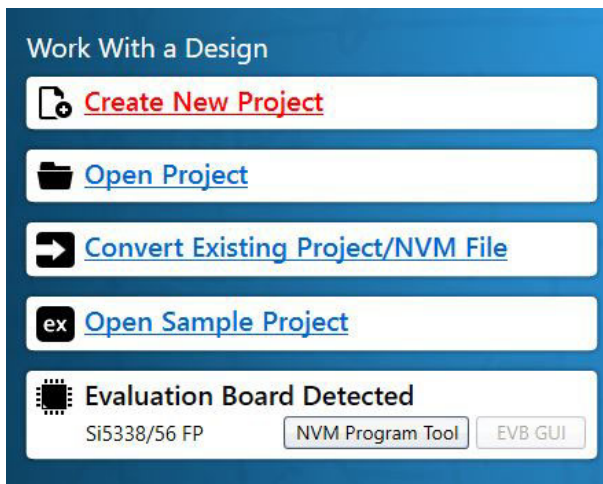 Work With a Design
Create New Project
Open Project
Convert Existing Project/NVM File
ex Open Sample Project
Evaluation Board Detected
Si5338/56 FP NVM Program Tool EVB GUI